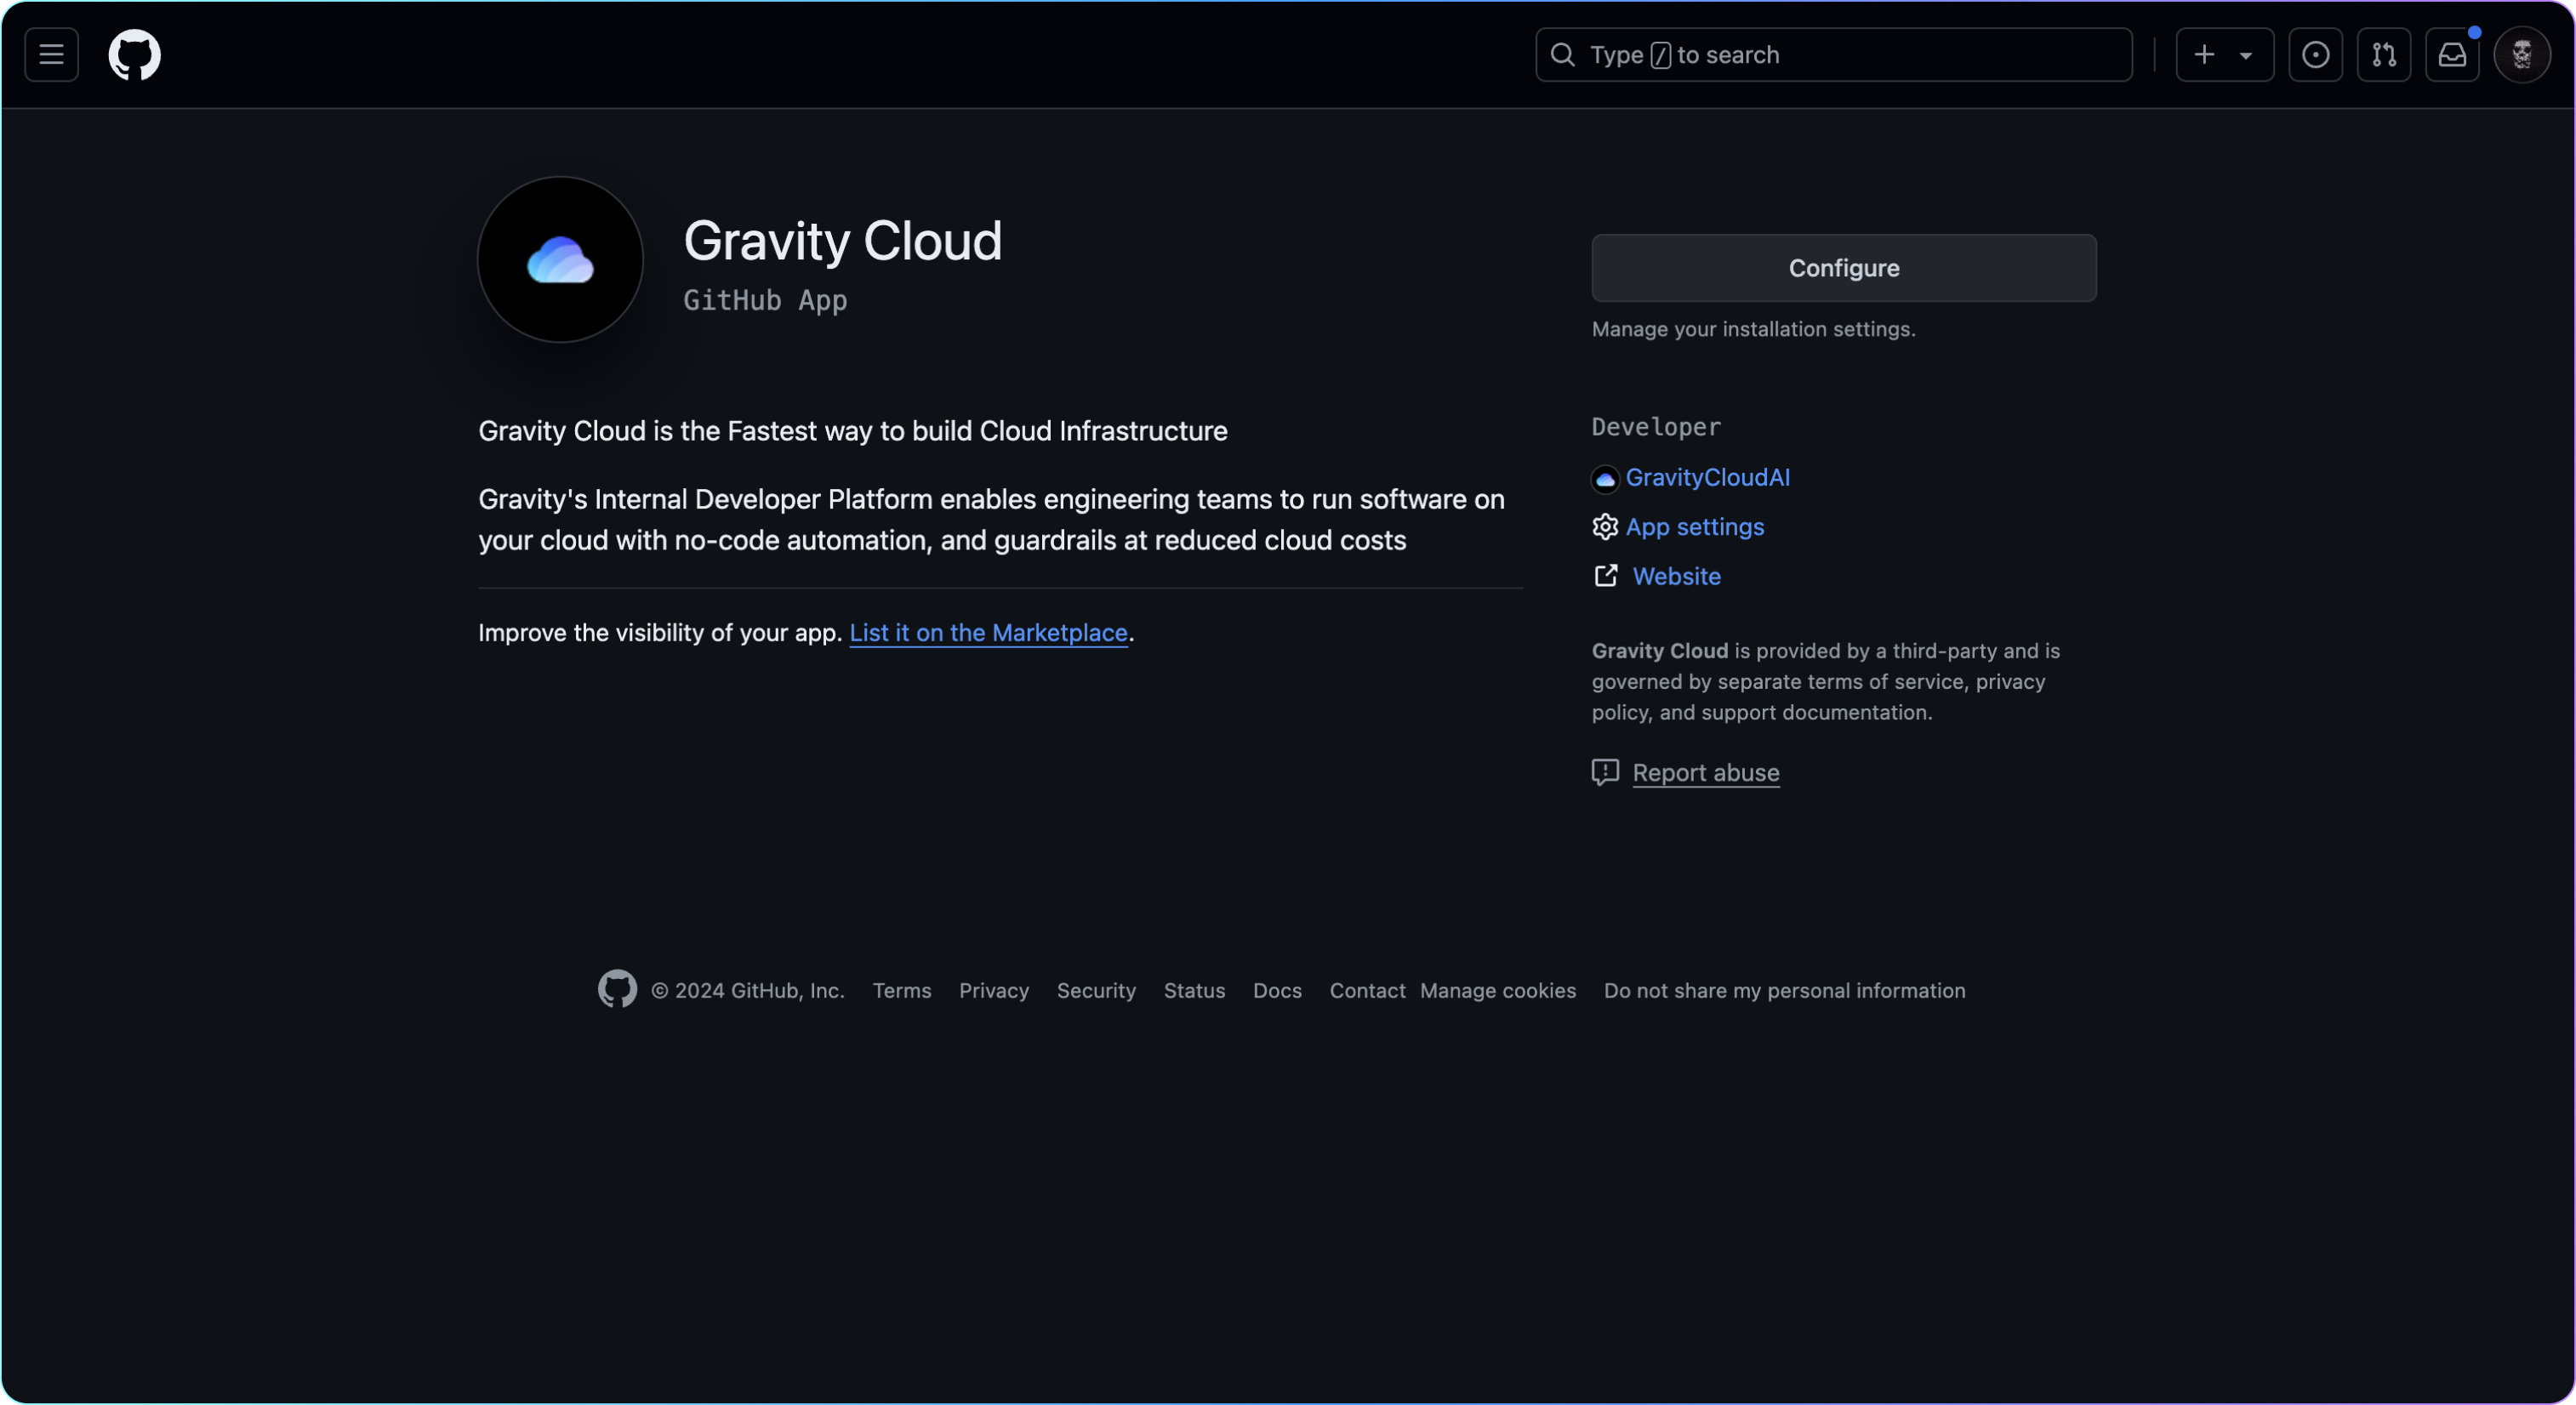 Type / to search
Gravity Cloud
GitHub App
Configure
Manage your installation settings.
Gravity Cloud is the Fastest way to build Cloud Infrastructure
Gravity's Internal Developer Platform enables engineering teams to run software on
your cloud with no-code automation, and guardrails at reduced cloud costs
Improve the visibility of your app. List it on the Marketplace.
Developer
GravityCloudAI
App settings
Website
Gravity Cloud is provided by a third-party and is
governed by separate terms of service, privacy
policy, and support documentation.
Report abuse
© 2024 GitHub, Inc. Terms Privacy Security Status Docs Contact Manage cookies Do not share my personal information